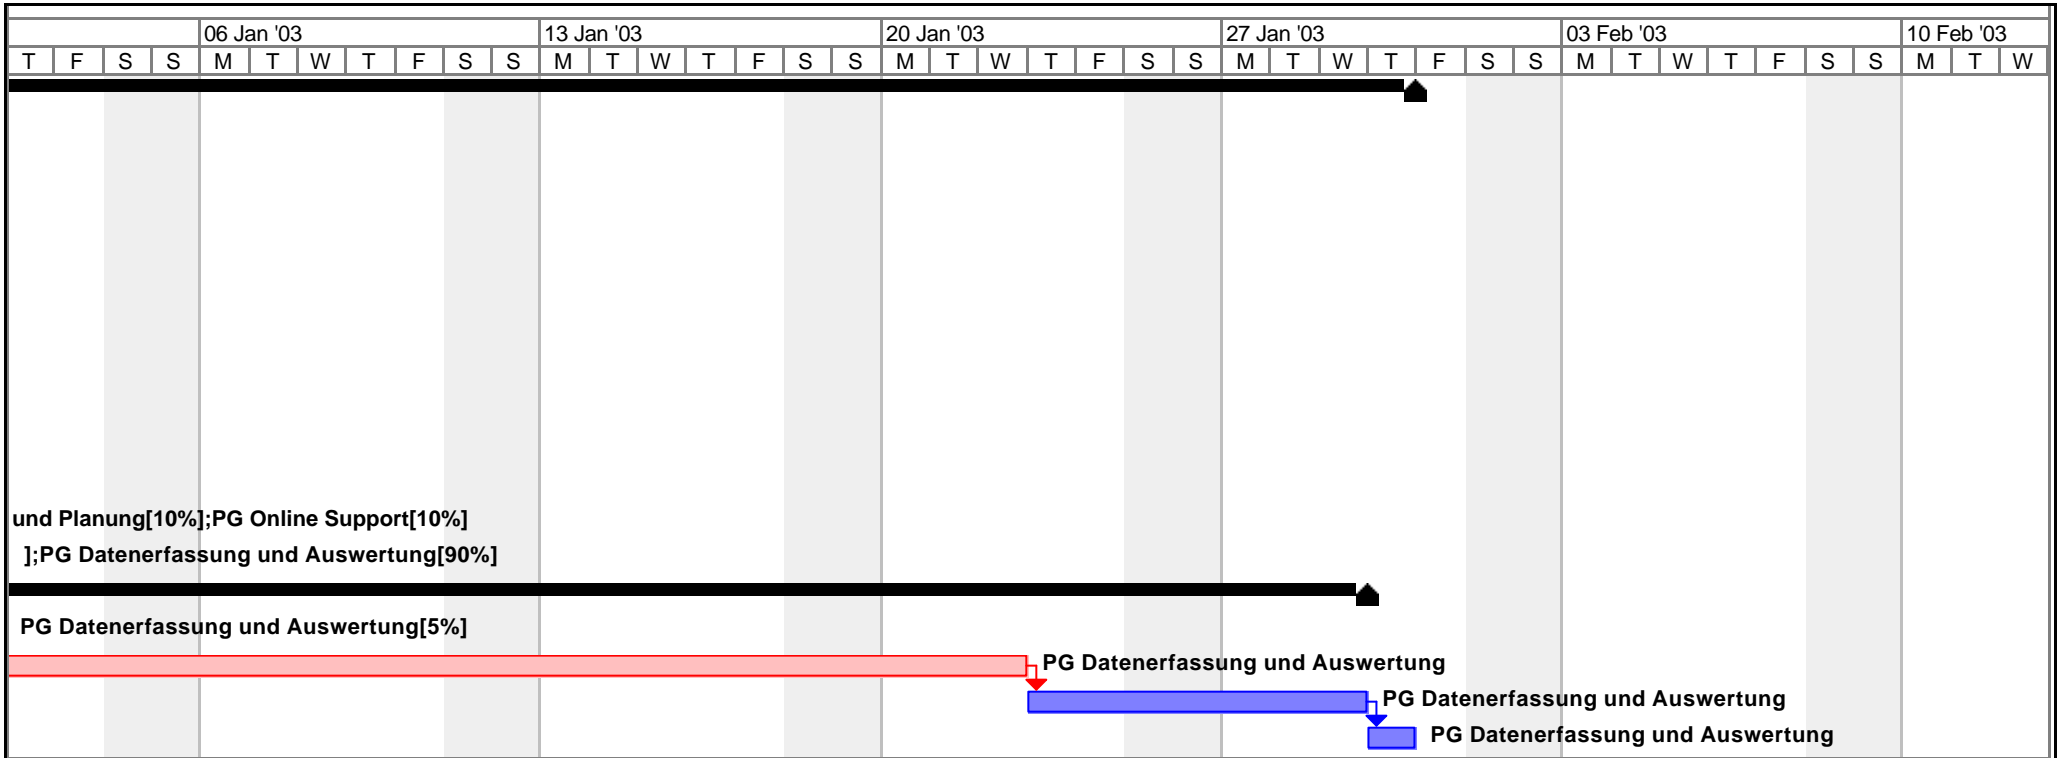 06 Jan '03 13 Jan '03 20 Jan '03 27 Jan '03 03 Feb '03 10 Feb '03
T F S S M T W T F S S M T W T F S S M T W T F S S M T W T F S S M T W T F S S M T W
und Planung[10%];PG Online Support[10%]
];PG Datenerfassung und Auswertung[90%]
PG Datenerfassung und Auswertung[5%]
PG Datenerfassung und Auswertung
PG Datenerfassung und Auswertung
PG Datenerfassung und Auswertung